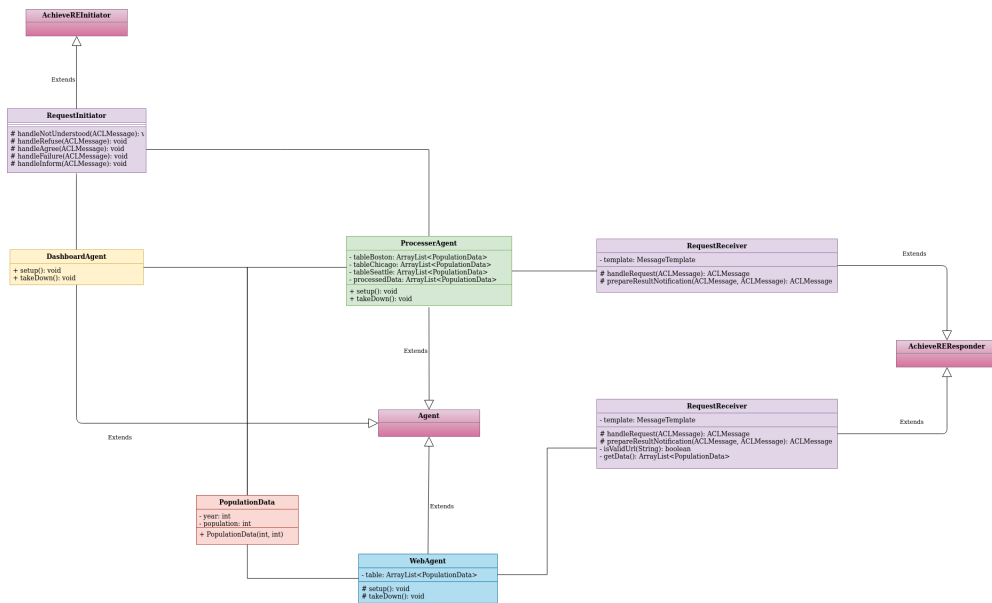 AchieveREInitiator
Extends
RequestInitiator
# handleNotUnderstood(ACLMessage): v
# handleRefuse(ACLMessage): void
# handleAgree(ACLMessage): void
# handleFailure(ACLMessage): void
# handleInform(ACLMessage): void
DashboardAgent
+ setup(): void
+ takeDown(): void
ProcesserAgent
- tableBoston: ArrayList<PopulationData>
- tableChicago: ArrayList<PopulationData>
- tableSeattle: ArrayList<PopulationData>
- processedData: ArrayList<PopulationData>
+ setup(): void
+ takeDown(): void
RequestReceiver
- template: MessageTemplate
# handleRequest(ACLMessage): ACLMessage
# prepareResultNotification(ACLMessage, ACLMessage): ACLMessage
Extends
AchieveREResponder
Extends
Agent
Extends
RequestReceiver
- template: MessageTemplate
# handleRequest(ACLMessage): ACLMessage
# prepareResultNotification(ACLMessage, ACLMessage): ACLMessage
- isValidUrl(String): boolean
- getData(): ArrayList<PopulationData>
Extends
PopulationData
- year: int
- population: int
+ PopulationData(int, int)
Extends
WebAgent
- table: ArrayList<PopulationData>
# setup(): void
# takeDown(): void